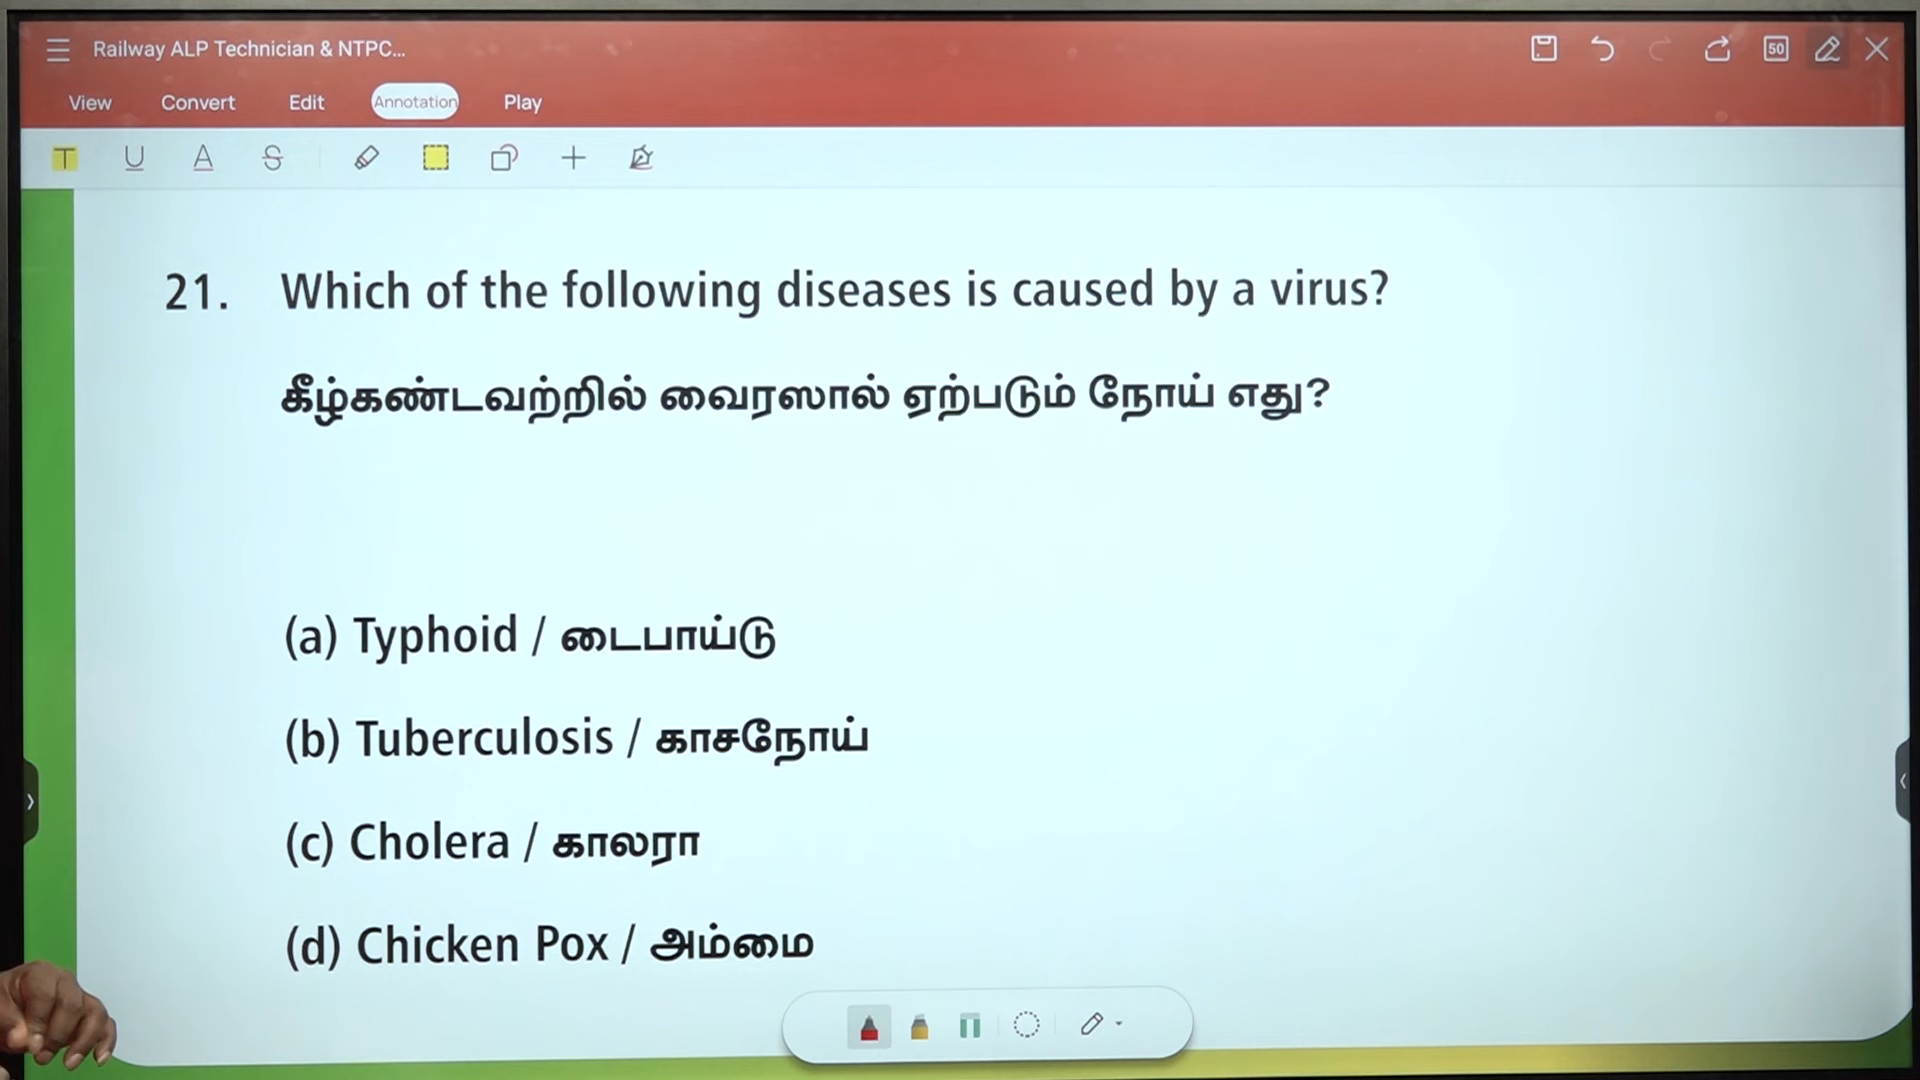 Railway ALP Technician & NTPC...
50
View Convert Edit Annotation Play
T U A S
21. Which of the following diseases is caused by a virus?
கீழ்கண்டவற்றில் வைரஸால் ஏற்படும் நோய் எது?
(a) Typhoid / டைபாய்டு
(b) Tuberculosis / காசநோய்
(c) Cholera / காலரா
(d) Chicken Pox / அம்மை